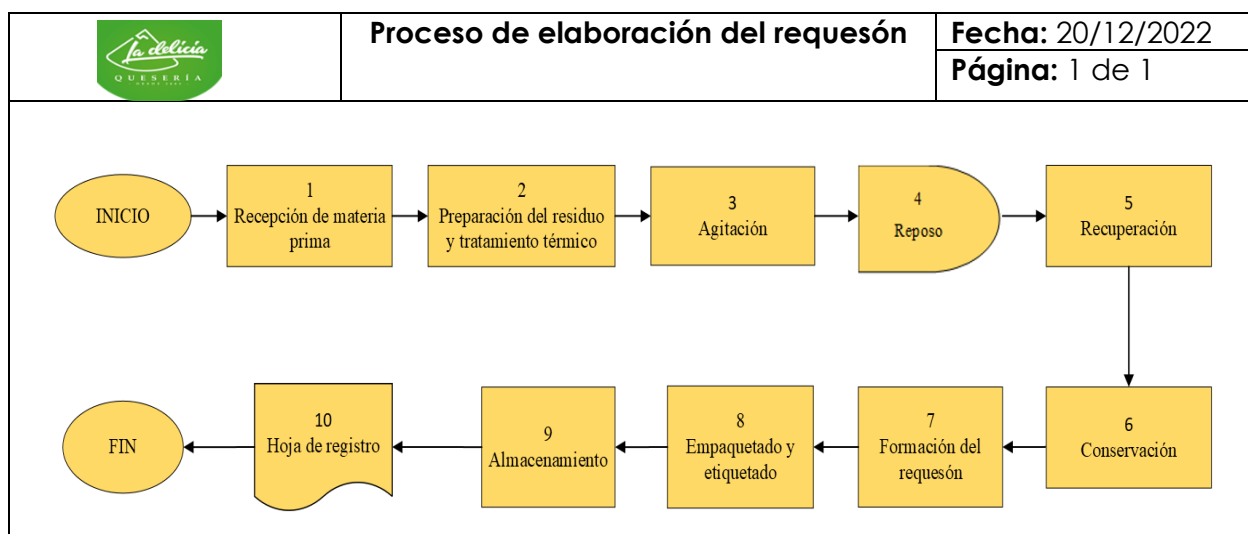 la delicia
QUESERÍA
Proceso de elaboración del requesón
Fecha: 20/12/2022
Página: 1 de 1
INICIO
1
Recepción de materia
prima
2
Preparación del residuo
y tratamiento térmico
3
Agitación
4
Reposo
5
Recuperación
6
Conservación
7
Formación del
requesón
8
Empaquetado y
etiquetado
9
Almacenamiento
10
Hoja de registro
FIN